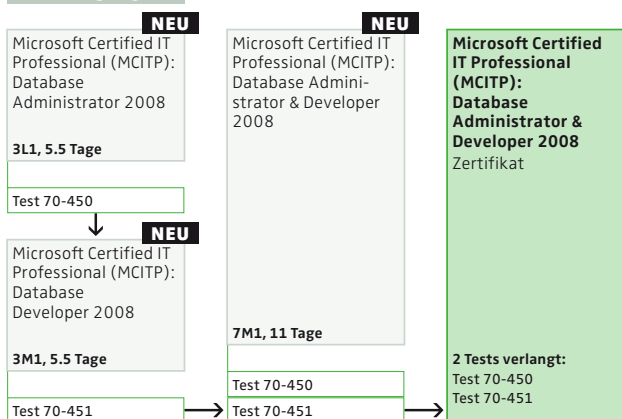 NEU
Microsoft Certified IT
Professional (MCITP):
Database
Administrator 2008
3L1, 5.5 Tage
Test 70-450
NEU
Microsoft Certified IT
Professional (MCITP):
Database
Developer 2008
3M1, 5.5 Tage
Test 70-451
NEU
Microsoft Certified IT
Professional (MCITP):
Database Admini-
strator & Developer
2008
7M1, 11 Tage
Test 70-450
Test 70-451
Microsoft Certified
IT Professional
(MCITP):
Database
Administrator &
Developer 2008
Zertifikat
2 Tests verlangt:
Test 70-450
Test 70-451